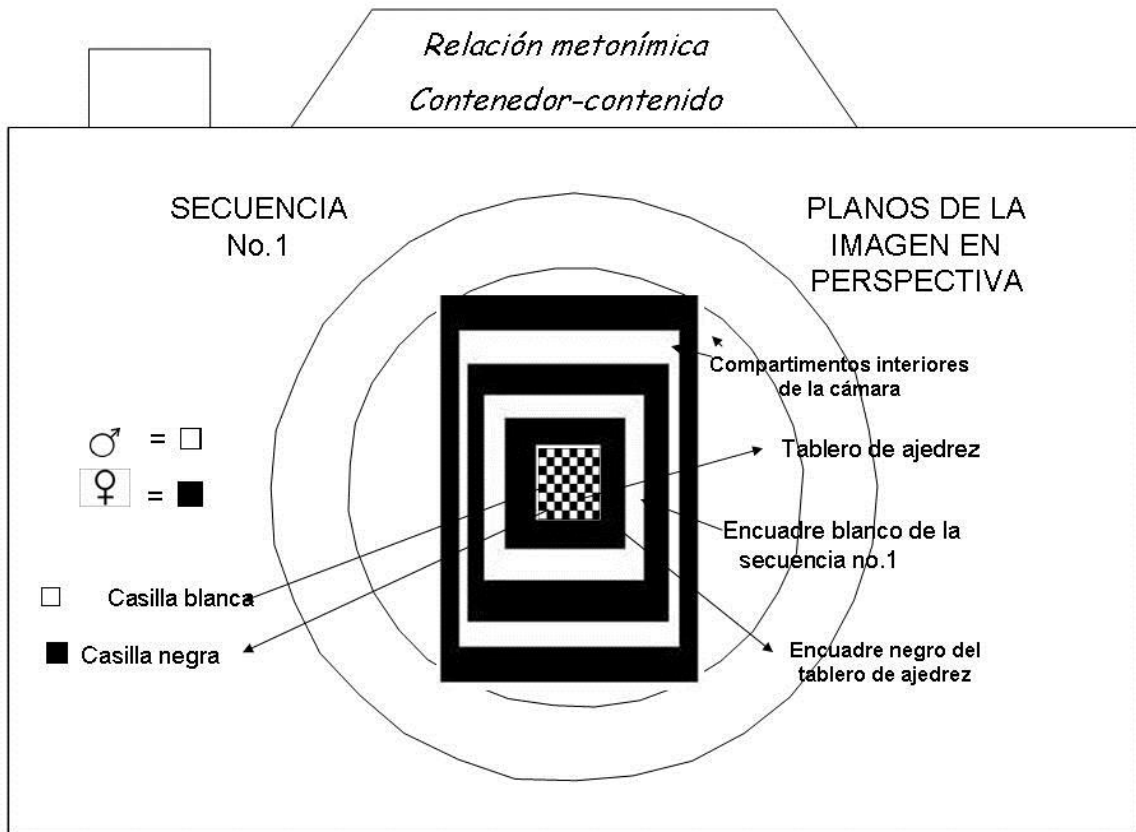 Relación metonímica
Contenedor-contenido
SECUENCIA
No.1
PLANOS DE LA
IMAGEN EN
PERSPECTIVA
Compartimentos interiores
de la cámara
♂ = □
♀ = ■
Tablero de ajedrez
Encuadre blanco de la
secuencia no.1
□ Casilla blanca
■ Casilla negra
Encuadre negro del
tablero de ajedrez